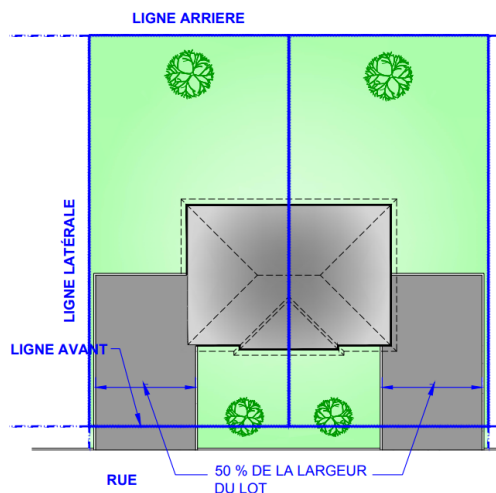 LIGNE ARRIERE
LIGNE LATÉRALE
LIGNE AVANT
RUE
50 % DE LA LARGEUR
DU LOT